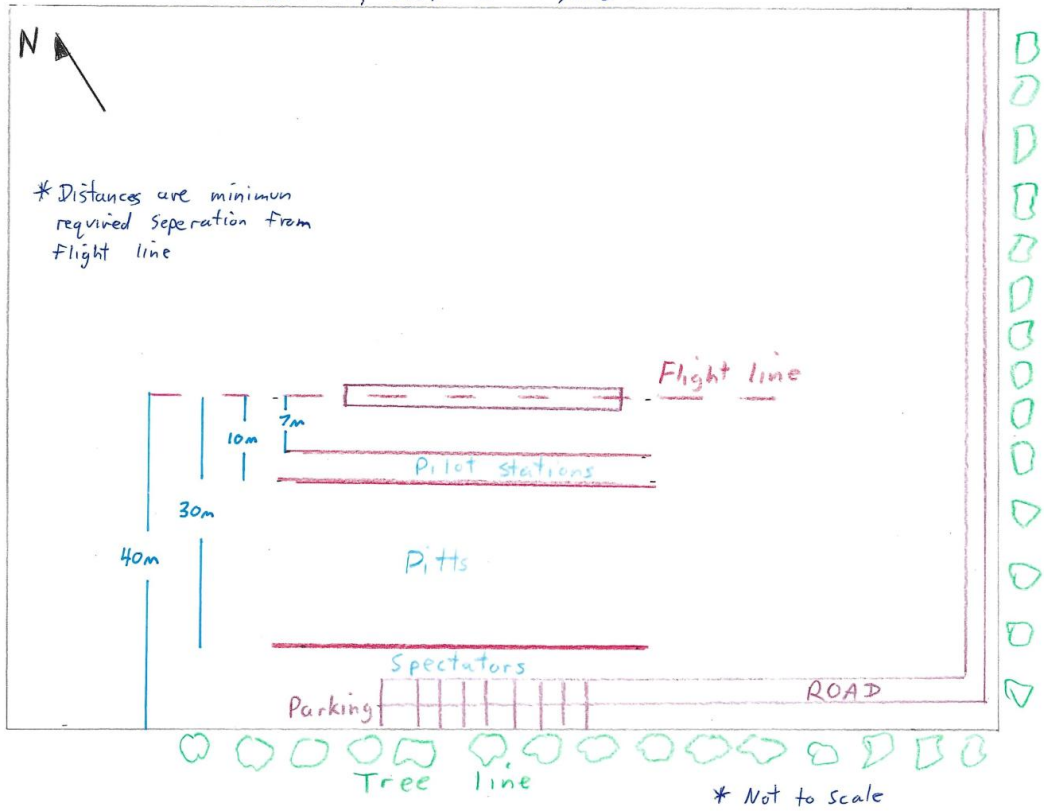 N
* Distances are minimun
required seperation from
Flight line
Flight line
7m
10m
Pilot stations
30m
40m
Pitts
Spectators
Parking
ROAD
Tree line
* Not to scale